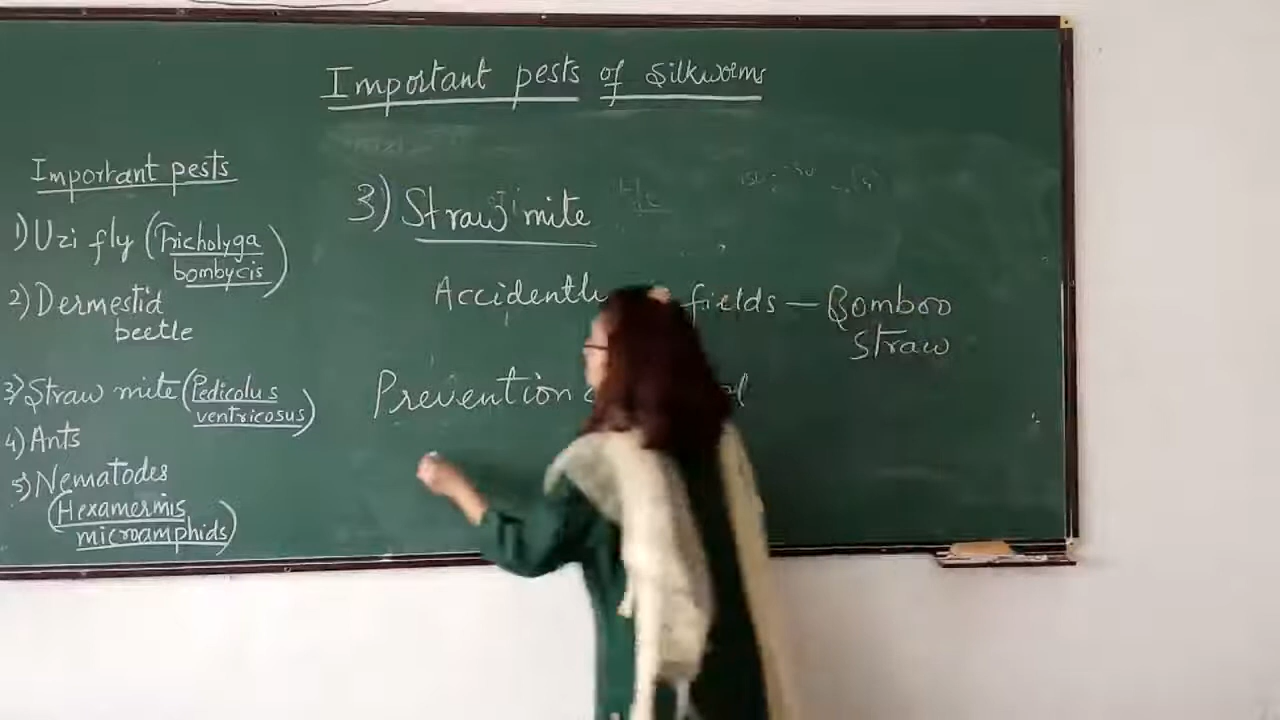 Important pests of Silkworms
Important pests
1) Uzi fly (Tricholyga
bombycis)
2) Dermestid
beetle
3) Straw mite (Pedicolus
ventricosus)
4) Ants
5) Nematodes
(Hexamermis
microamphids)
3) Straw mite
Accidentl fields — Bomboo
Straw
Prevention